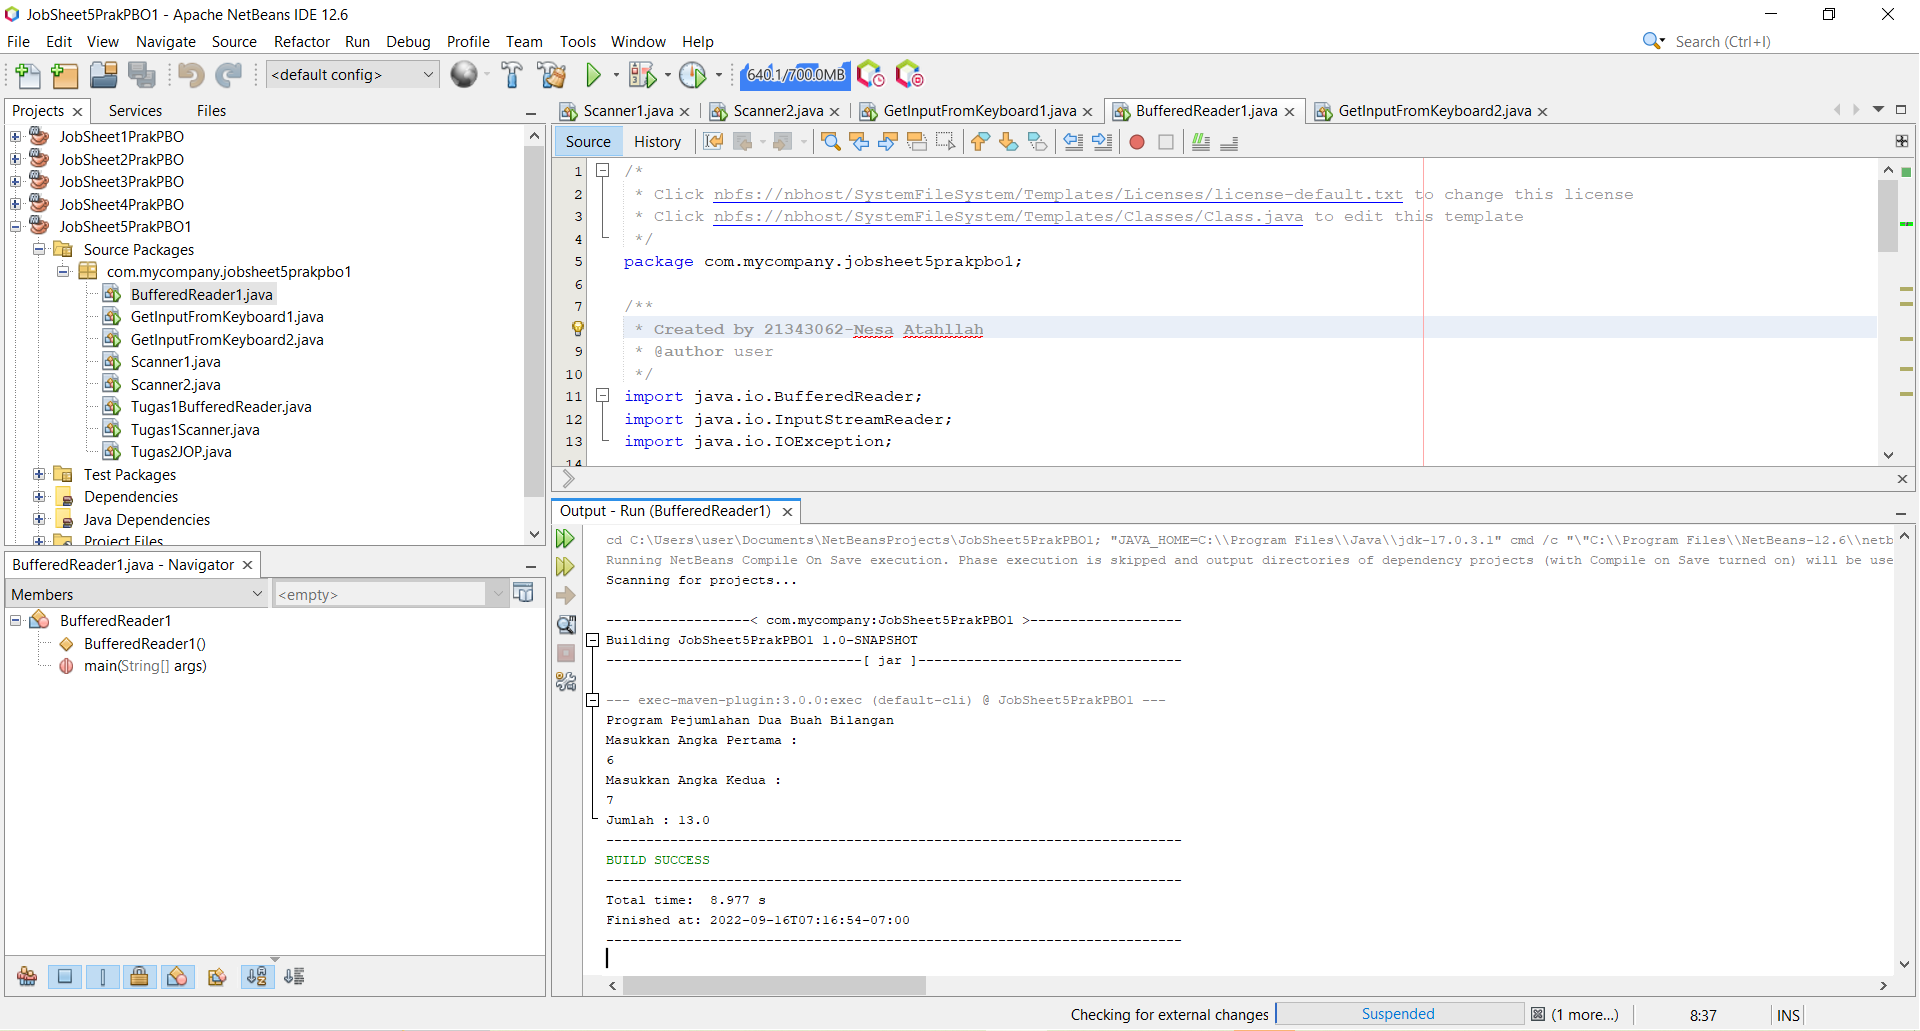 JobSheet5PrakPBO1 - Apache NetBeans IDE 12.6
File Edit View Navigate Source Refactor Run Debug Profile Team Tools Window Help
Search (Ctrl+I)
<default config>
640.1/700.0MB
Projects Services Files
JobSheet1PrakPBO
JobSheet2PrakPBO
JobSheet3PrakPBO
JobSheet4PrakPBO
JobSheet5PrakPBO1
Source Packages
com.mycompany.jobsheet5prakpbo1
BufferedReader1.java
GetInputFromKeyboard1.java
GetInputFromKeyboard2.java
Scanner1.java
Scanner2.java
Tugas1BufferedReader.java
Tugas1Scanner.java
Tugas2JOP.java
Test Packages
Dependencies
Java Dependencies
Project Files
BufferedReader1.java - Navigator
Members
<empty>
BufferedReader1
BufferedReader1()
main(String[] args)
Scanner1.java Scanner2.java GetInputFromKeyboard1.java BufferedReader1.java GetInputFromKeyboard2.java
Source History
1 /*
2 * Click nbfs://nbhost/SystemFileSystem/Templates/Licenses/license-default.txt to change this license
3 * Click nbfs://nbhost/SystemFileSystem/Templates/Classes/Class.java to edit this template
4 */
5 package com.mycompany.jobsheet5prakpbo1;
6
7 /**
* Created by 21343062-Nesa Atahllah
9 * @author user
10 */
11 import java.io.BufferedReader;
12 import java.io.InputStreamReader;
13 import java.io.IOException;
14
Output - Run (BufferedReader1)
cd C:\Users\user\Documents\NetBeansProjects\JobSheet5PrakPBO1; "JAVA_HOME=C:\\Program Files\\Java\\jdk-17.0.3.1" cmd /c "\"C:\\Program Files\\NetBeans-12.6\\netb
Running NetBeans Compile On Save execution. Phase execution is skipped and output directories of dependency projects (with Compile on Save turned on) will be use
Scanning for projects...
------------------< com.mycompany:JobSheet5PrakPBO1 >-------------------
Building JobSheet5PrakPBO1 1.0-SNAPSHOT
--------------------------------[ jar ]---------------------------------
--- exec-maven-plugin:3.0.0:exec (default-cli) @ JobSheet5PrakPBO1 ---
Program Pejumlahan Dua Buah Bilangan
Masukkan Angka Pertama :
6
Masukkan Angka Kedua :
7
Jumlah : 13.0
------------------------------------------------------------------------
BUILD SUCCESS
------------------------------------------------------------------------
Total time:  8.977 s
Finished at: 2022-09-16T07:16:54-07:00
------------------------------------------------------------------------
Checking for external changes Suspended (1 more...) 8:37 INS